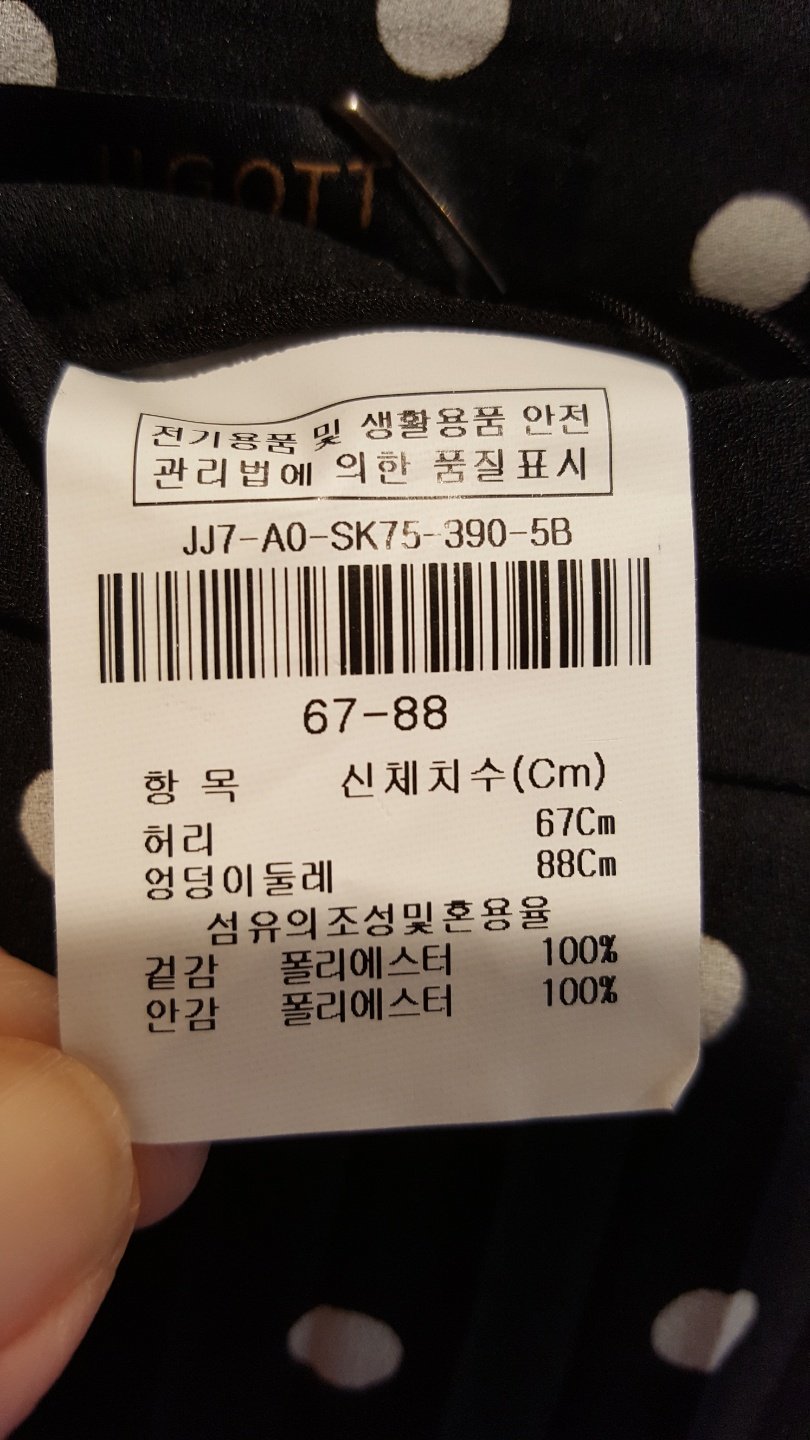 전기용품 및 생활용품 안전
관리법에 의한 품질표시
JJ7-A0-SK75-390-5B
67-88
항 목 신체치수(Cm)
허리 67Cm
엉덩이둘레 88Cm
섬유의조성및혼용율
겉감 폴리에스터 100%
안감 폴리에스터 100%